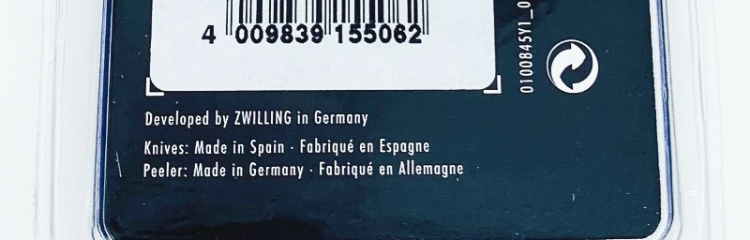 4 009839 155062
0100845Y1_0
Developed by ZWILLING in Germany
Knives: Made in Spain · Fabriqué en Espagne
Peeler: Made in Germany · Fabriqué en Allemagne